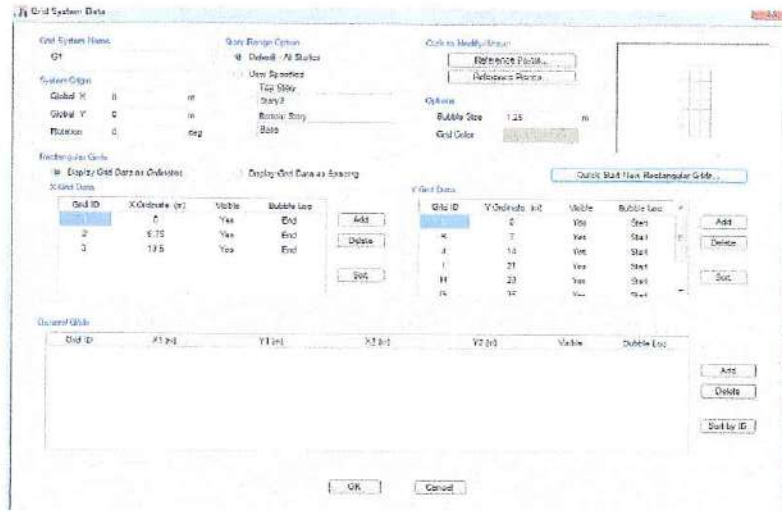 Grid System Data
Grid System Name
G1
System Origin
Global X 0 m
Global Y 0 m
Rotation 0 deg
Story Range Option
Default - All Stories
User Specified
Top Story
Story3
Bottom Story
Base
Click to Modify/Show:
Reference Points...
Reference Planes...
Options
Bubble Size 1.25 m
Grid Color
Rectangular Grids
Display Grid Data as Ordinates
Display Grid Data as Spacing
Quick Start New Rectangular Grids...
X Grid Data
Grid ID X Ordinate (m) Visible Bubble Loc
0 Yes End
2 6.75 Yes End
3 13.5 Yes End
Add
Delete
Sort
Y Grid Data
Grid ID Y Ordinate (m) Visible Bubble Loc
0 Yes Start
K 7 Yes Start
J 14 Yes Start
I 21 Yes Start
H 28 Yes Start
G 35 Yes Start
Add
Delete
Sort
General Grids
Grid ID X1 (m) Y1 (m) X2 (m) Y2 (m) Visible Bubble Loc
Add
Delete
Sort by ID
OK Cancel